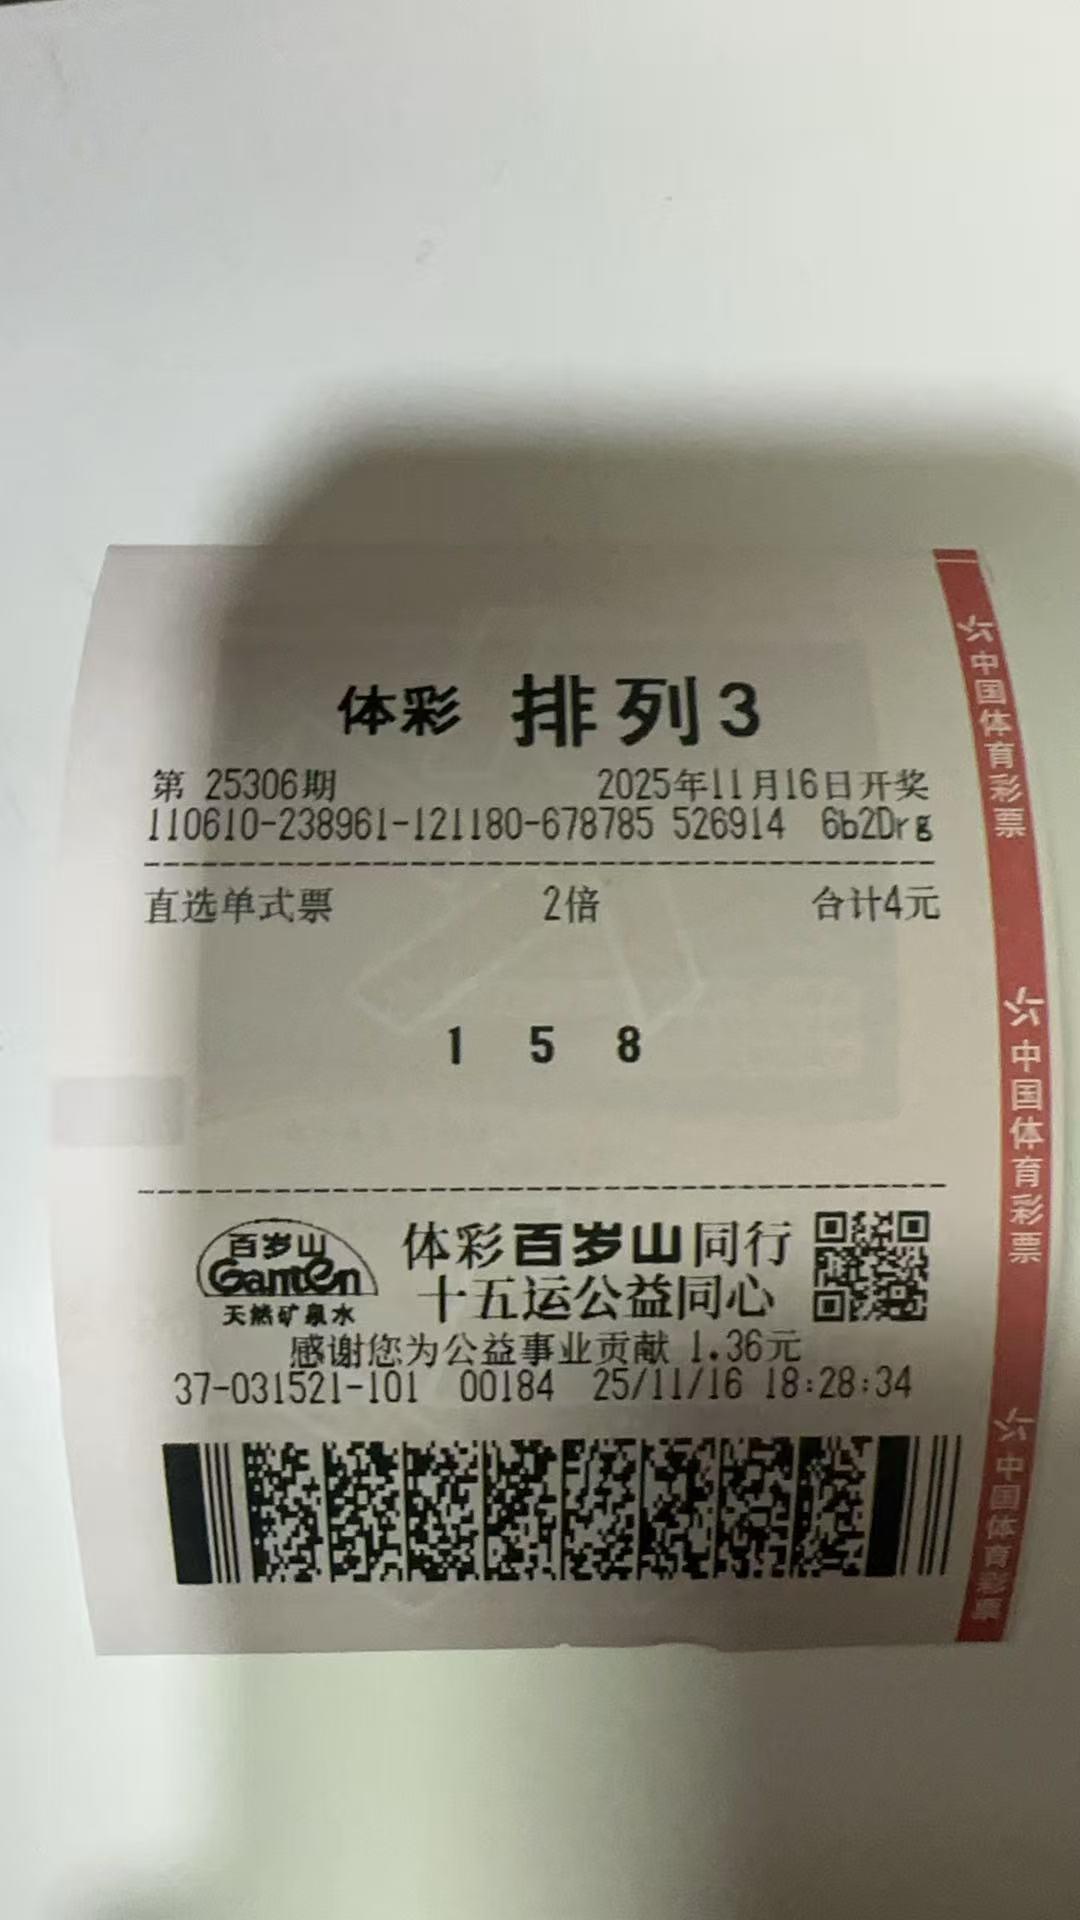 体彩 排列3
第 25306期 2025年11月16日开奖
110610-238961-121180-678785 526914 6b2Drg
直选单式票 2倍 合计4元
1 5 8
百岁山
Ganten
天然矿泉水
体彩百岁山同行
十五运公益同心
感谢您为公益事业贡献 1.36元
37-031521-101 00184 25/11/16 18:28:34
中国体育彩票
中国体育彩票
中国体育彩票